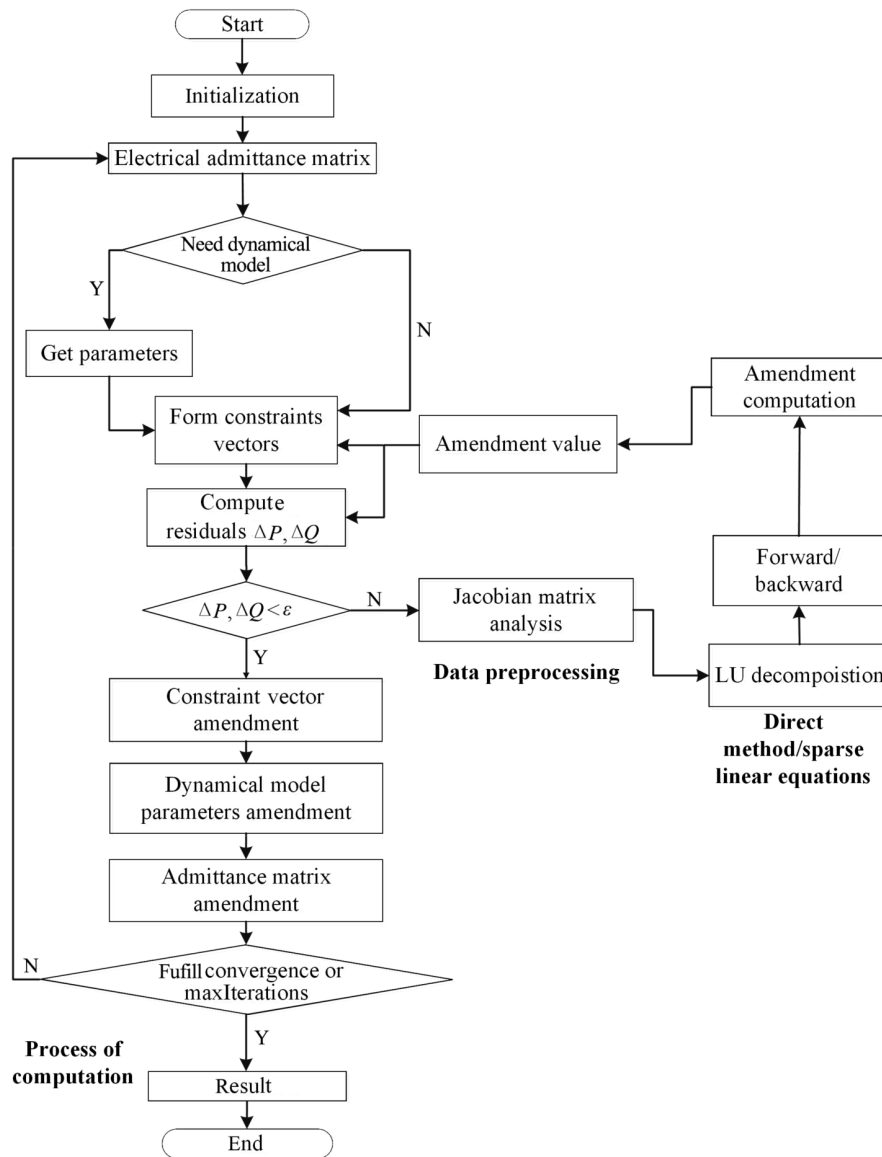 Start
Initialization
Electrical admittance matrix
Need dynamical
model
Y
N
Get parameters
Form constraints
vectors
Amendment value
Amendment
computation
Compute
residuals ΔP, ΔQ
Forward/
backward
ΔP, ΔQ<ε
N
Jacobian matrix
analysis
Y
Data preprocessing
LU decompoistion
Direct
method/sparse
linear equations
Constraint vector
amendment
Dynamical model
parameters amendment
Admittance matrix
amendment
N
Fufill convergence or
maxIterations
Y
Process of
computation
Result
End